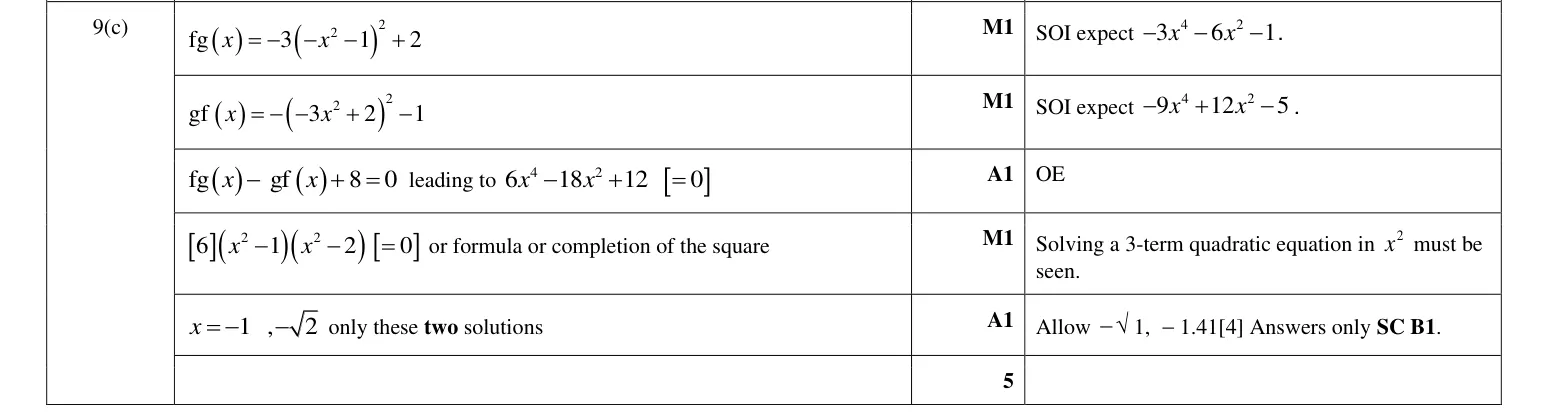 9(c)
fg(x) = −3(−x² − 1)² + 2 M1 SOI expect −3x⁴ − 6x² − 1.
gf(x) = −(−3x² + 2)² − 1 M1 SOI expect −9x⁴ + 12x² − 5.
fg(x) − gf(x) + 8 = 0 leading to 6x⁴ − 18x² + 12 [= 0] A1 OE
[6](x² − 1)(x² − 2) [= 0] or formula or completion of the square M1 Solving a 3-term quadratic equation in x² must be
seen.
x = −1 , −√2 only these two solutions A1 Allow −√1, − 1.41[4] Answers only SC B1.
5